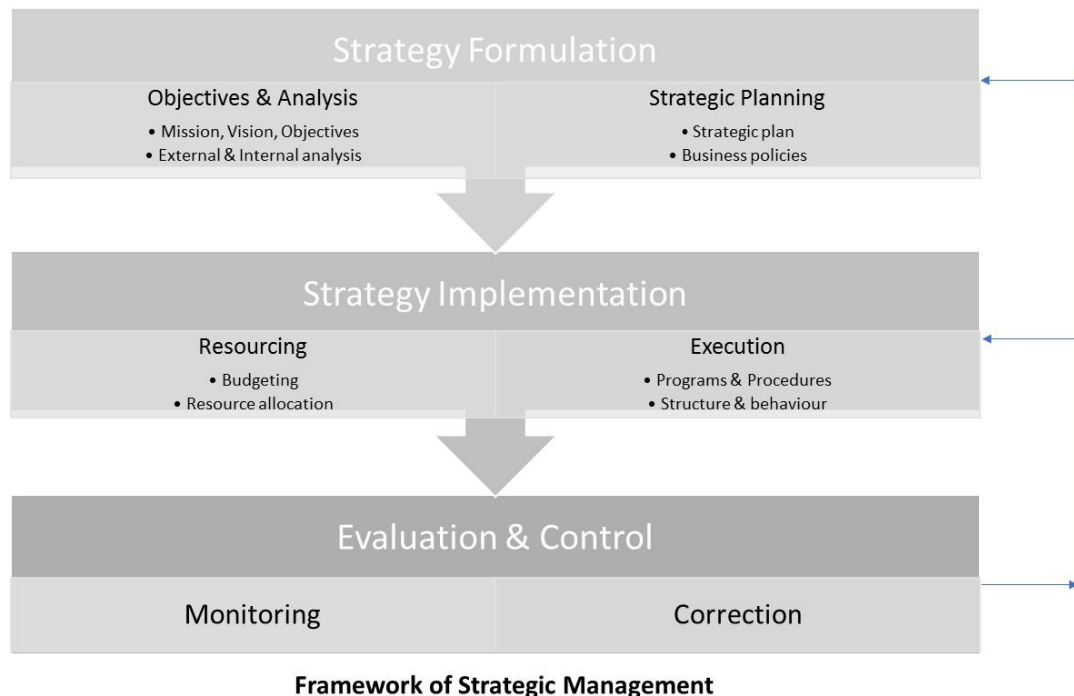 Strategy Formulation
Objectives & Analysis
• Mission, Vision, Objectives
• External & Internal analysis
Strategic Planning
• Strategic plan
• Business policies
Strategy Implementation
Resourcing
• Budgeting
• Resource allocation
Execution
• Programs & Procedures
• Structure & behaviour
Evaluation & Control
Monitoring
Correction
Framework of Strategic Management